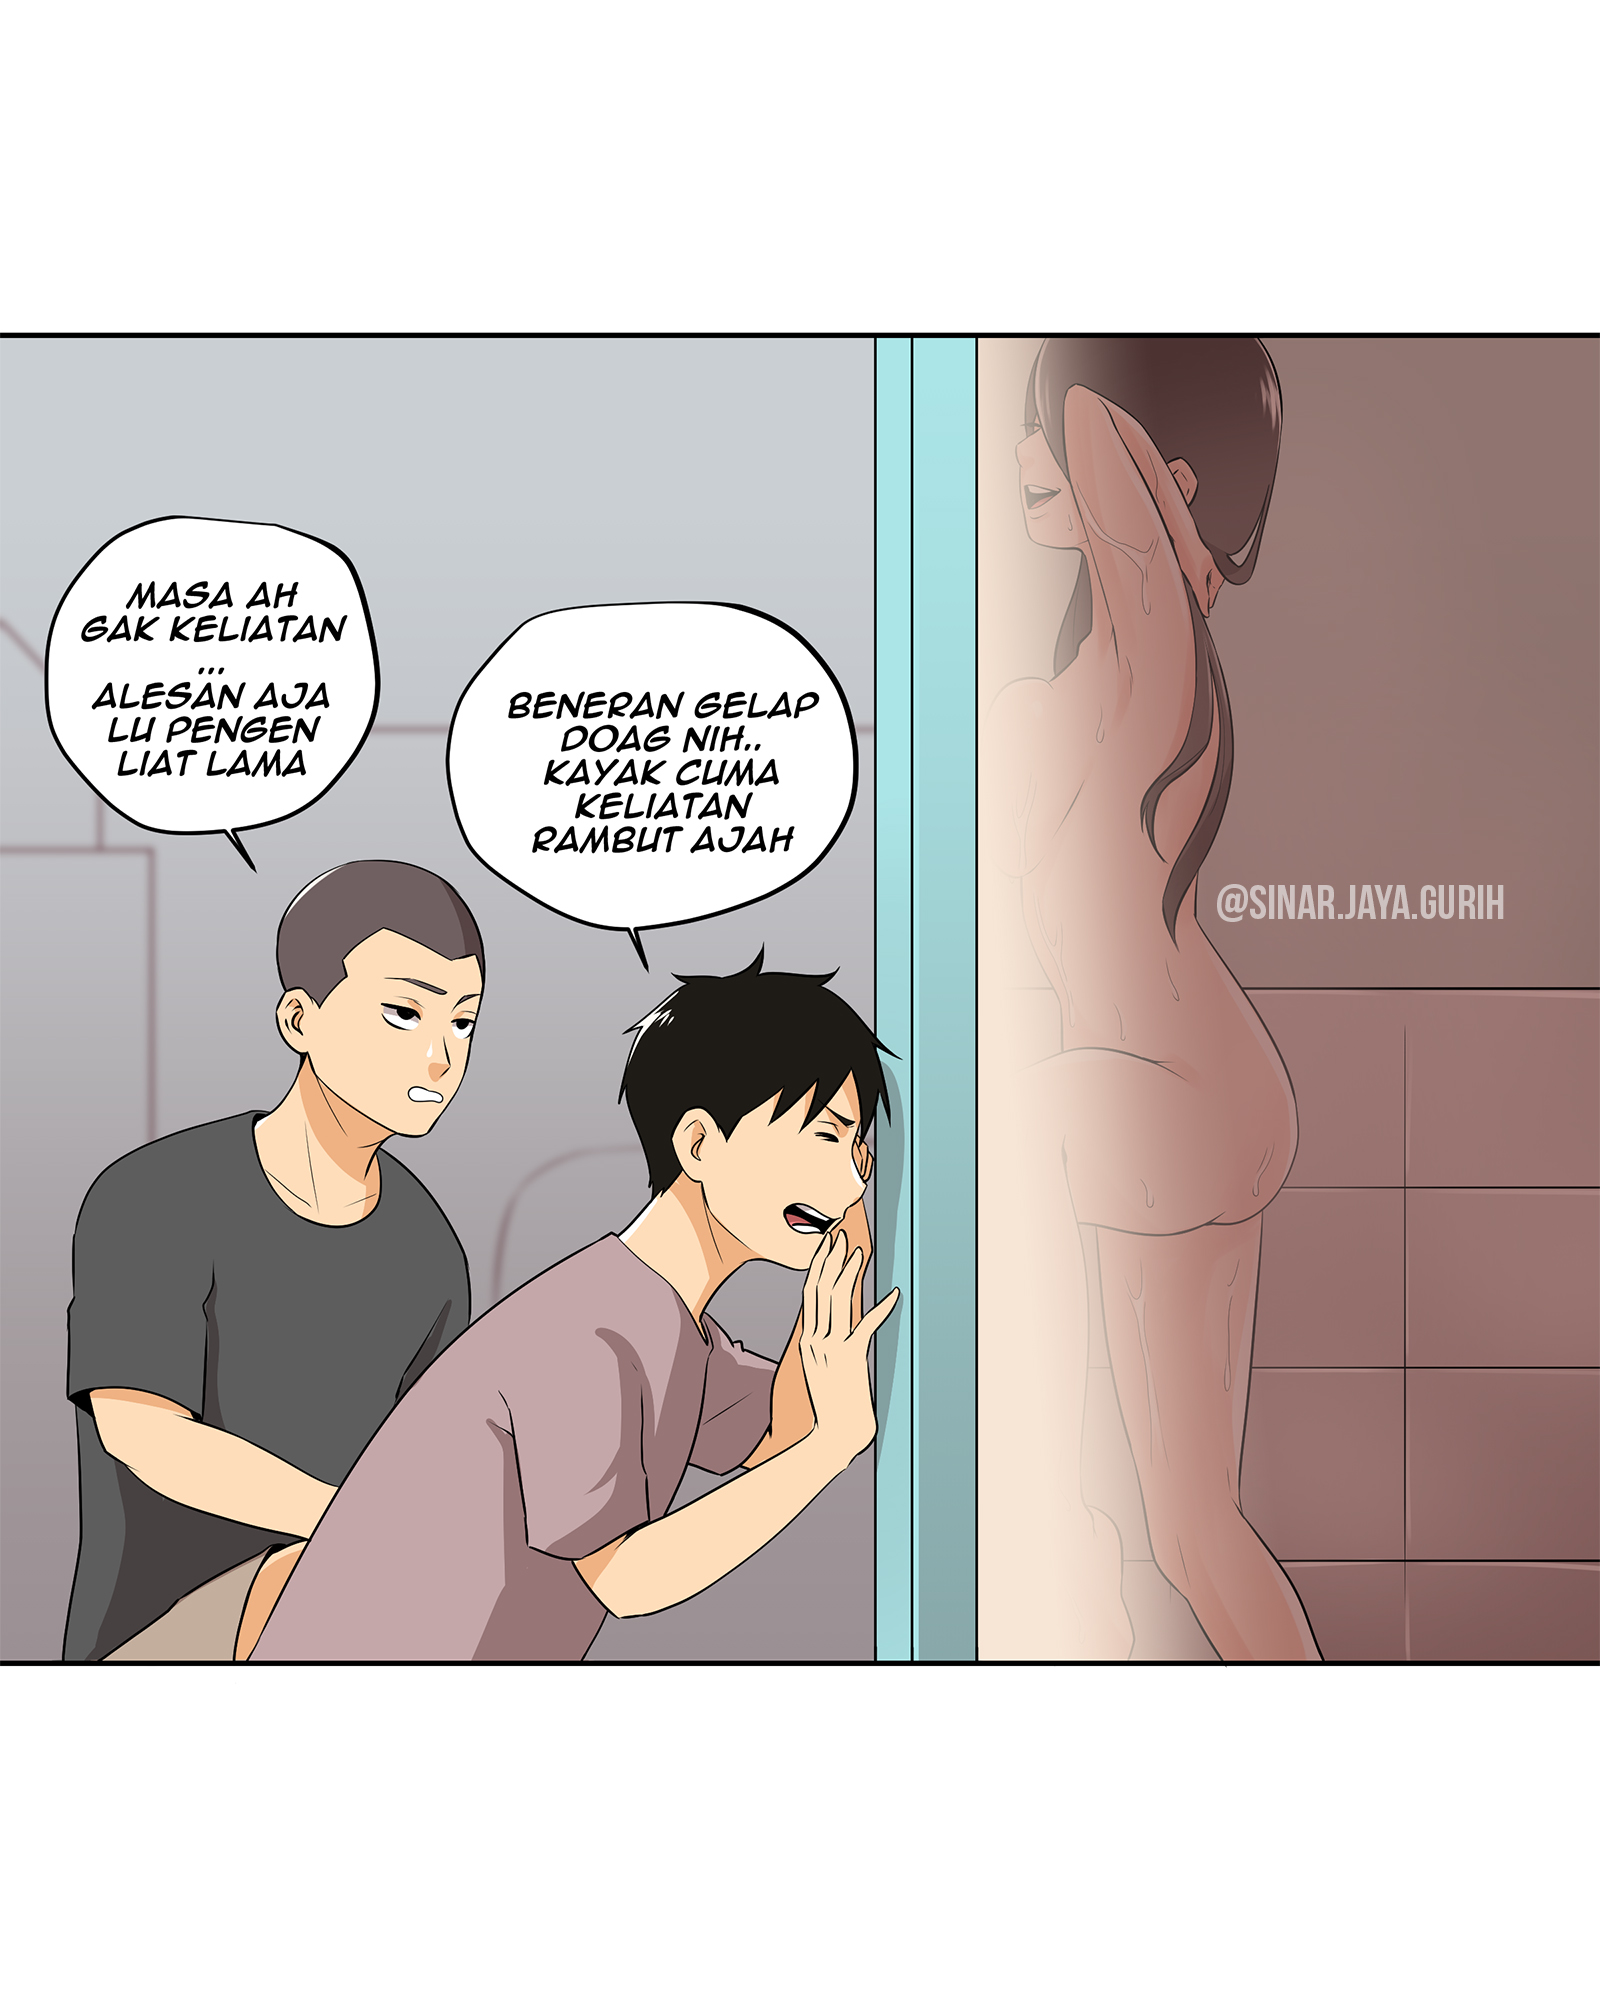 MASA AH
GAK KELIATAN
...
ALESAN AJA
LU PENGEN
LIAT LAMA
BENERAN GELAP
DOAG NIH..
KAYAK CUMA
KELIATAN
RAMBUT AJAH
@SINAR.JAYA.GURIH